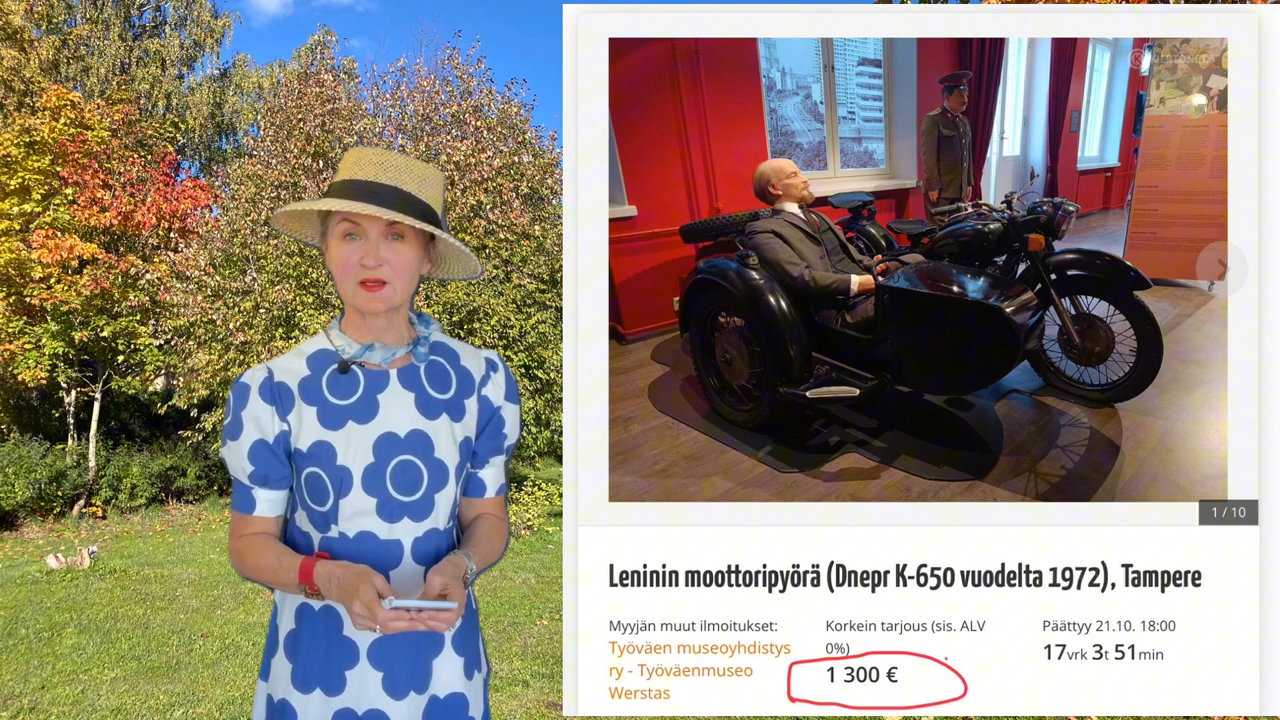 1 / 10
Leninin moottoripyörä (Dnepr K-650 vuodelta 1972), Tampere
Myyjän muut ilmoitukset:
Työväen museoyhdistys
ry - Työväenmuseo
Werstas
Korkein tarjous (sis. ALV
0%)
1 300 €
Päättyy 21.10. 18:00
17vrk 3t 51min